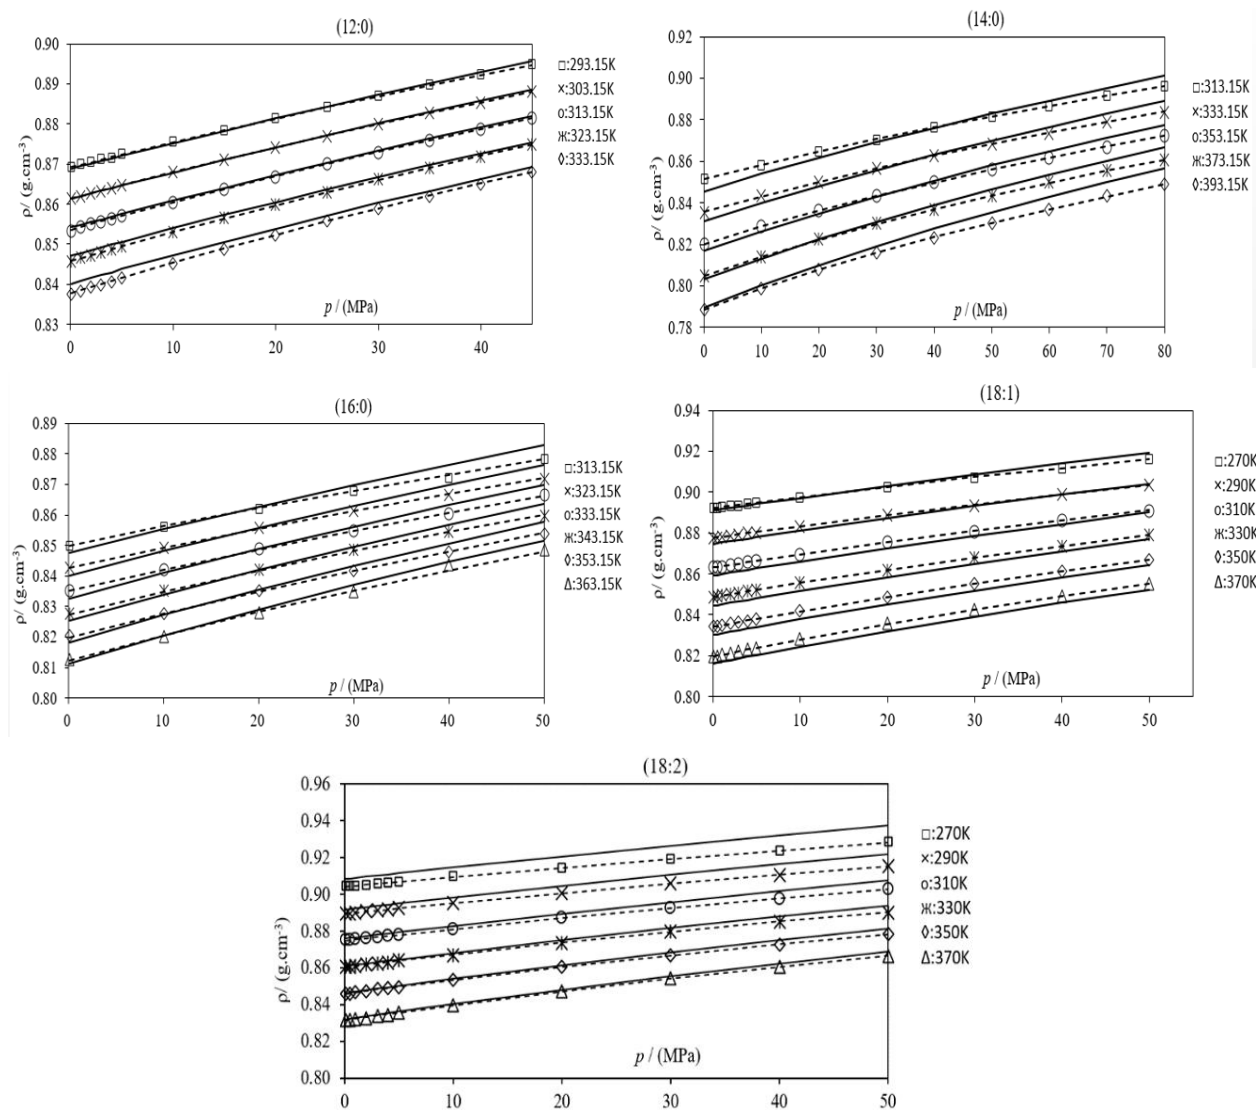 (12:0)
0.90
0.89
0.88
0.87
0.86
0.85
0.84
0.83
ρ/ (g.cm-3)
p / (MPa)
0 10 20 30 40
□:293.15K
×:303.15K
o:313.15K
ж:323.15K
◊:333.15K
(14:0)
0.92
0.90
0.88
0.86
0.84
0.82
0.80
0.78
ρ/ (g.cm-3)
p / (MPa)
0 10 20 30 40 50 60 70 80
□:313.15K
×:333.15K
o:353.15K
ж:373.15K
◊:393.15K
(16:0)
0.89
0.88
0.87
0.86
0.85
0.84
0.83
0.82
0.81
0.80
ρ/ (g.cm-3)
p / (MPa)
0 10 20 30 40 50
□:313.15K
×:323.15K
o:333.15K
ж:343.15K
◊:353.15K
Δ:363.15K
(18:1)
0.94
0.92
0.90
0.88
0.86
0.84
0.82
0.80
ρ/ (g.cm-3)
p / (MPa)
0 10 20 30 40 50
□:270K
×:290K
o:310K
ж:330K
◊:350K
Δ:370K
(18:2)
0.96
0.94
0.92
0.90
0.88
0.86
0.84
0.82
0.80
ρ/ (g.cm-3)
p / (MPa)
0 10 20 30 40 50
□:270K
×:290K
o:310K
ж:330K
◊:350K
Δ:370K